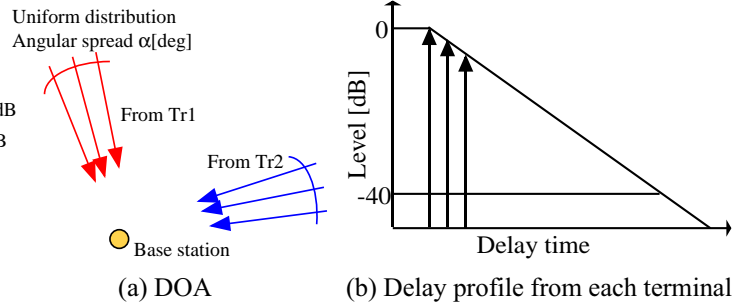 Uniform distribution
Angular spread α[deg]
dB
B
From Tr1
From Tr2
Base station
(a) DOA
0
-40
Level [dB]
Delay time
(b) Delay profile from each terminal